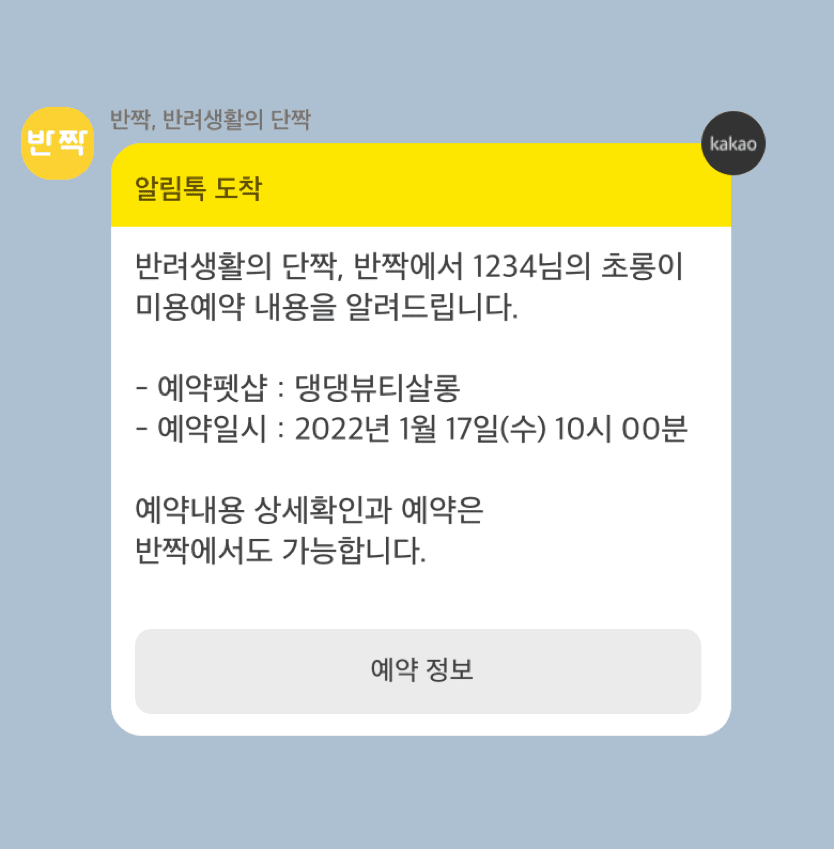 반짝, 반려생활의 단짝
반짝
kakao
알림톡 도착
반려생활의 단짝, 반짝에서 1234님의 초롱이
미용예약 내용을 알려드립니다.
- 예약펫샵 : 댕댕뷰티살롱
- 예약일시 : 2022년 1월 17일(수) 10시 00분
예약내용 상세확인과 예약은
반짝에서도 가능합니다.
예약 정보